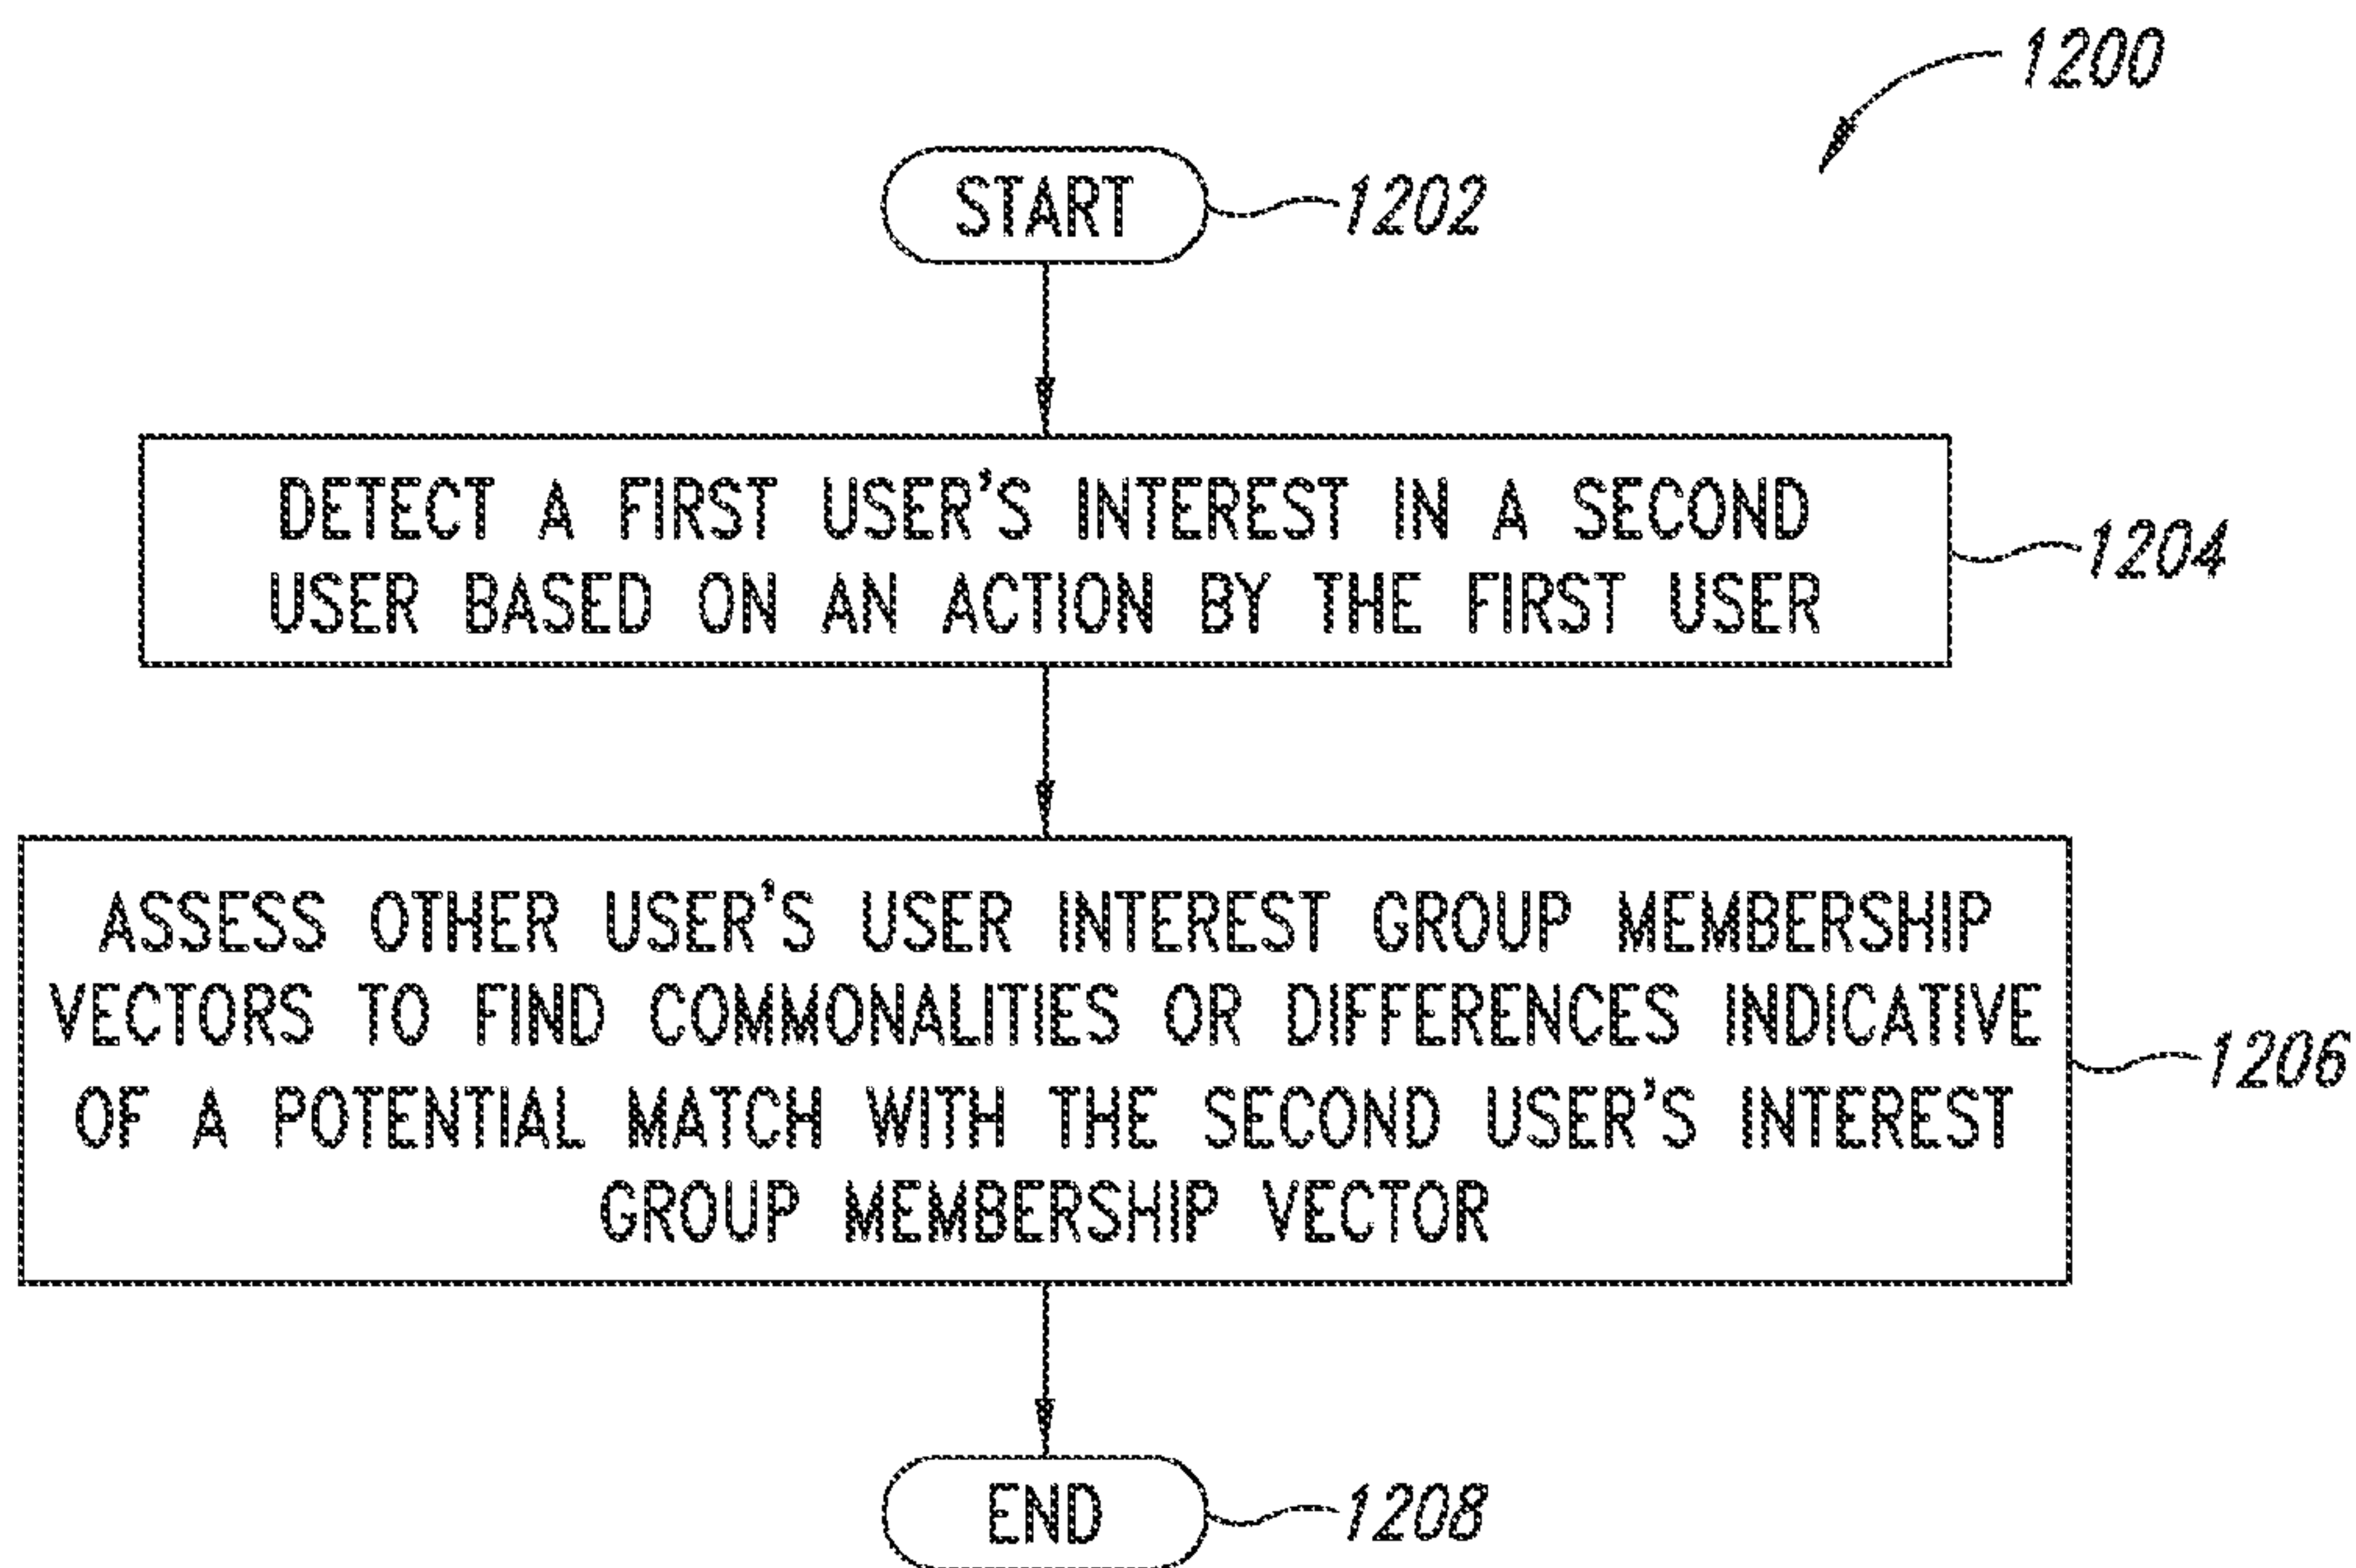 1200
START
1202
DETECT A FIRST USER'S INTEREST IN A SECOND
USER BASED ON AN ACTION BY THE FIRST USER
1204
ASSESS OTHER USER'S USER INTEREST GROUP MEMBERSHIP
VECTORS TO FIND COMMONALITIES OR DIFFERENCES INDICATIVE
OF A POTENTIAL MATCH WITH THE SECOND USER'S INTEREST
GROUP MEMBERSHIP VECTOR
1206
END
1208